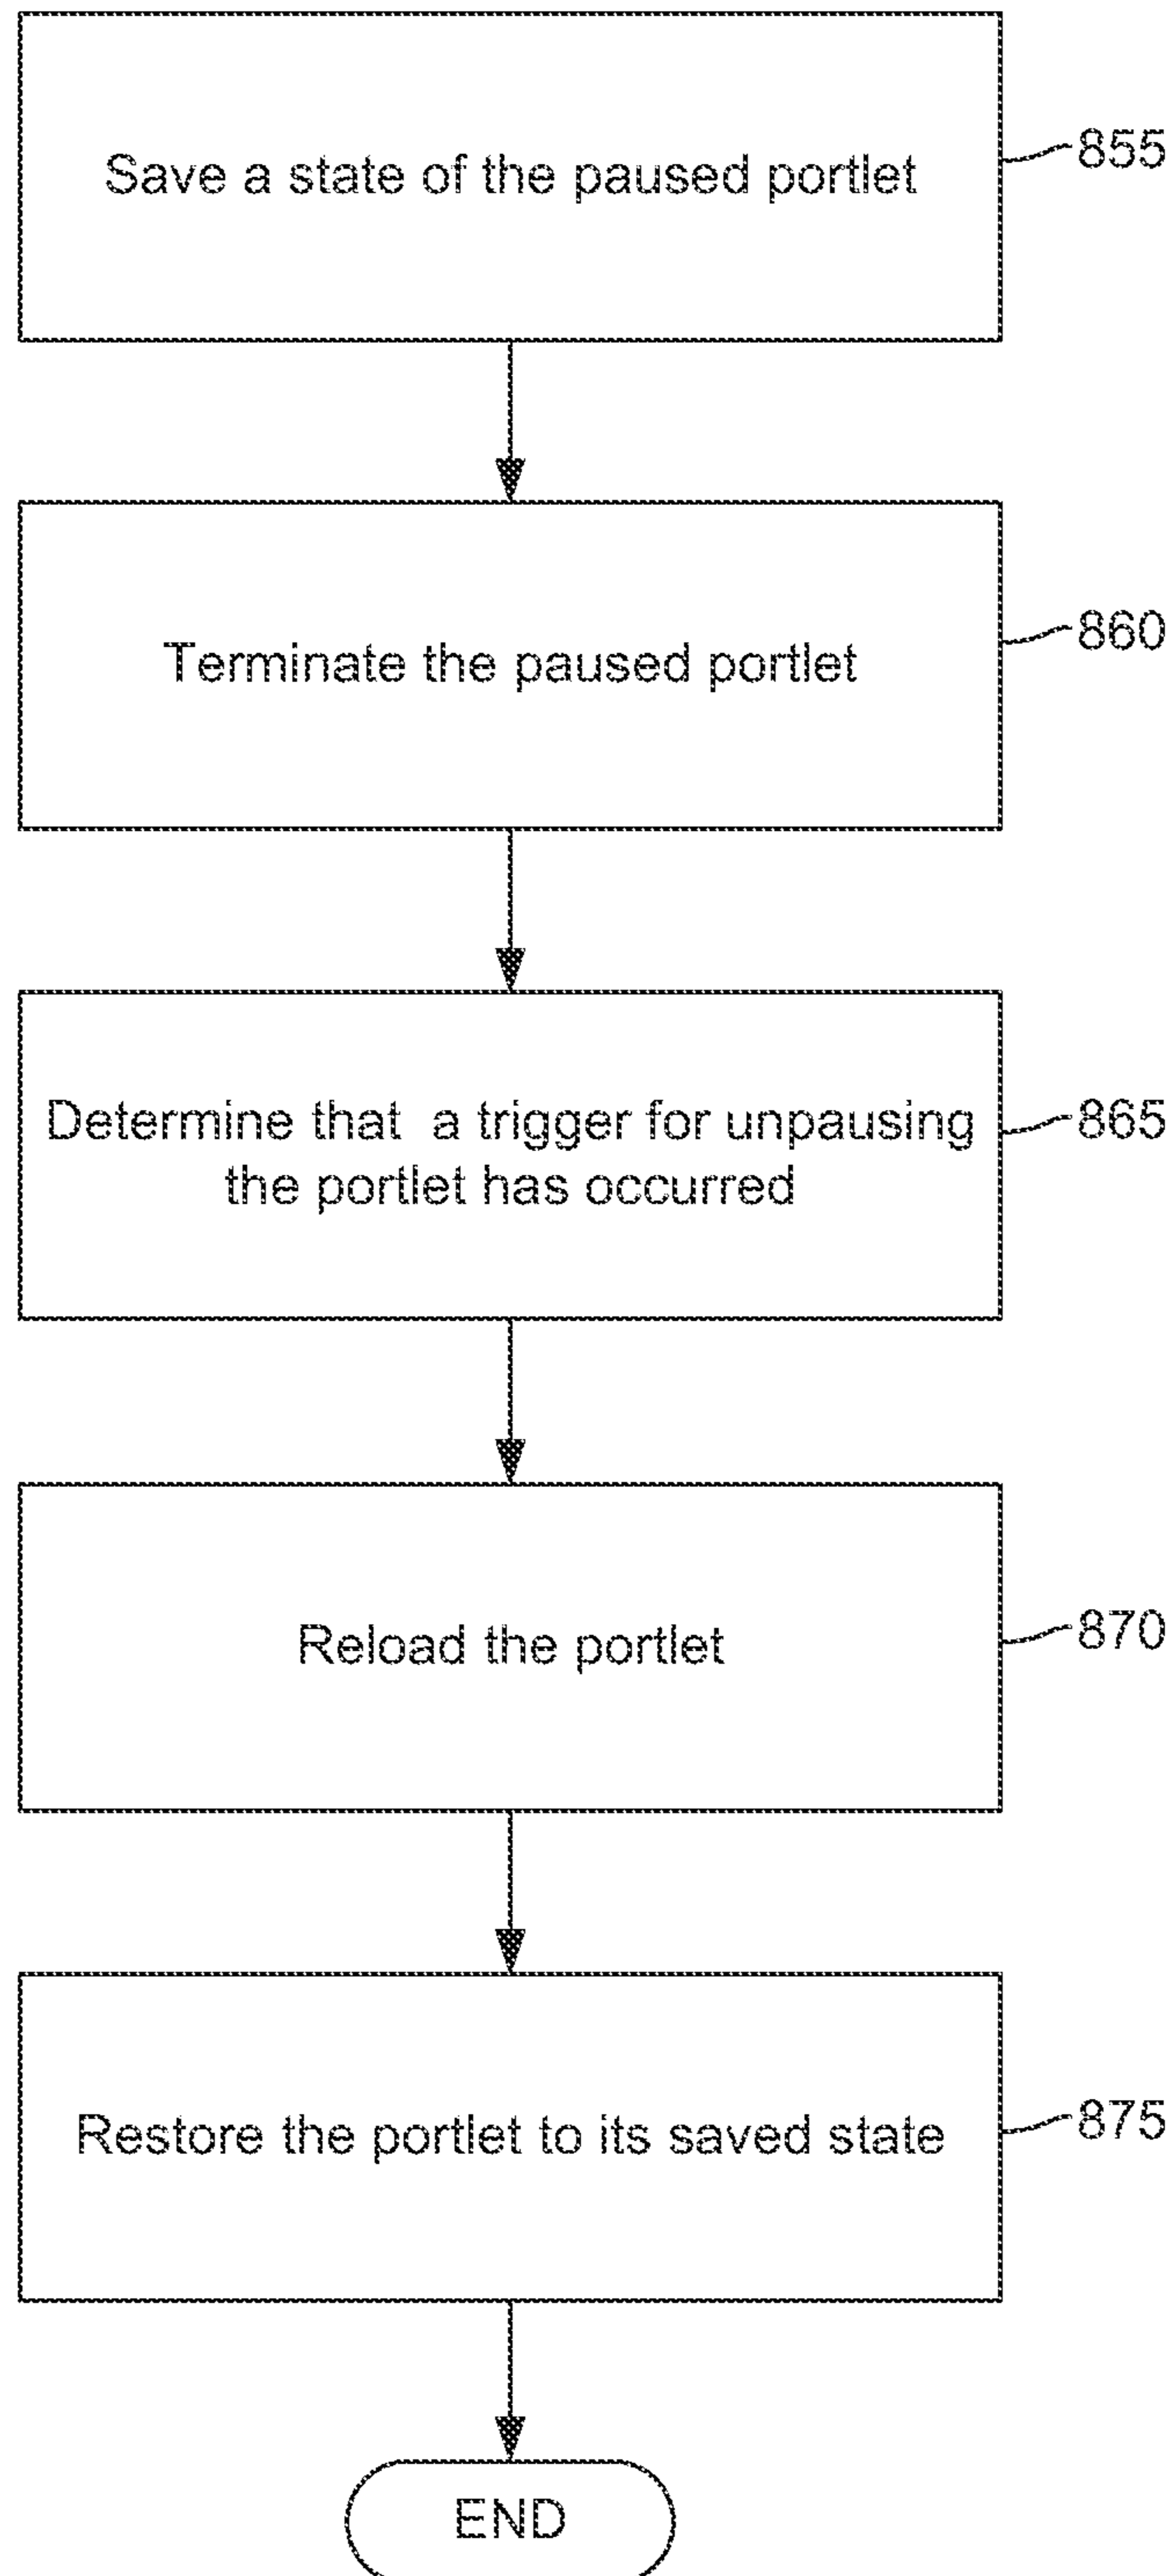 Save a state of the paused portlet
855
Terminate the paused portlet
860
Determine that a trigger for unpausing
the portlet has occurred
865
Reload the portlet
870
Restore the portlet to its saved state
875
END